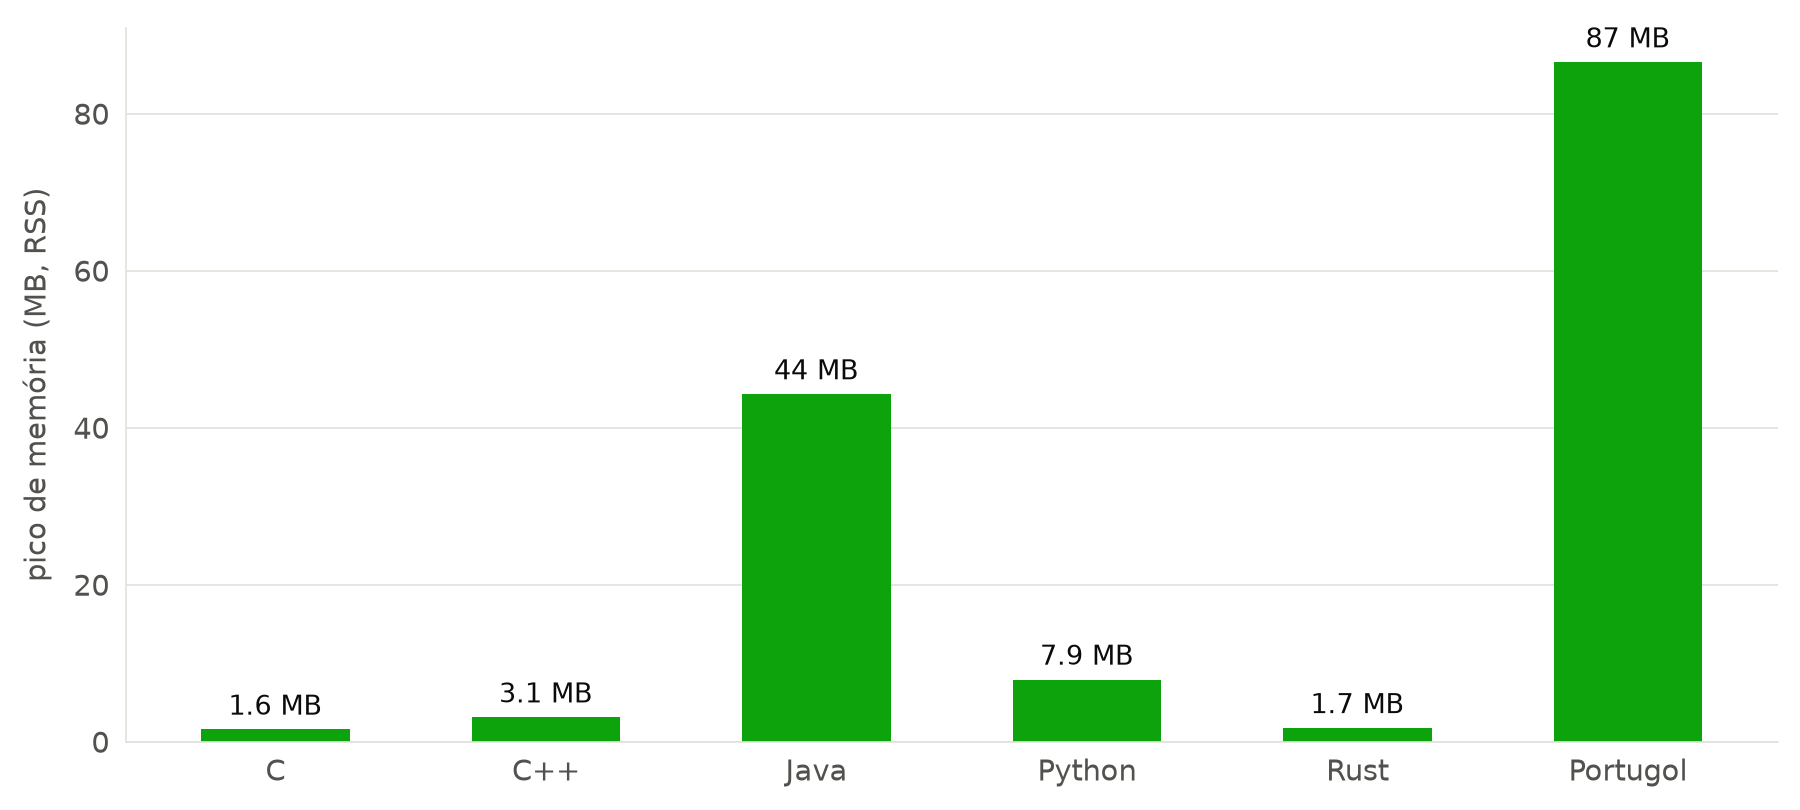 87 MB
80
pico de memória (MB, RSS)
60
44 MB
40
20
7.9 MB
3.1 MB
1.6 MB
1.7 MB
0
C
C++
Java
Python
Rust
Portugol